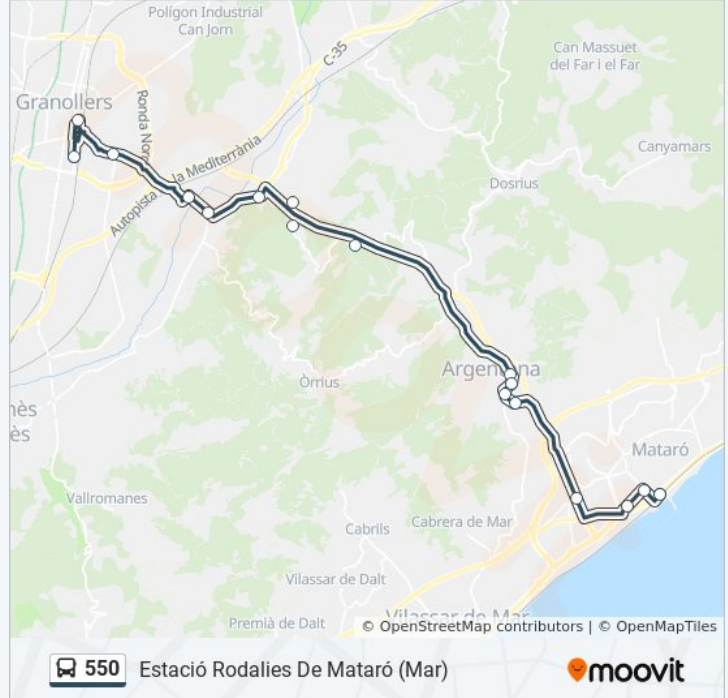 Polígon Industrial
Can Jorn
C-35
Can Massuet
del Far i el Far
Granollers
Ronda Nord
Autopista de la Mediterrània
Canyamars
Dosrius
Òrrius
Argentona
nès
ès
Mataró
Vallromanes
Cabrils
Cabrera de Mar
Vilassar de Dalt
Premià de Dalt
Vilassar de Mar
© OpenStreetMap contributors | © OpenMapTiles
550 Estació Rodalies De Mataró (Mar)
moovit